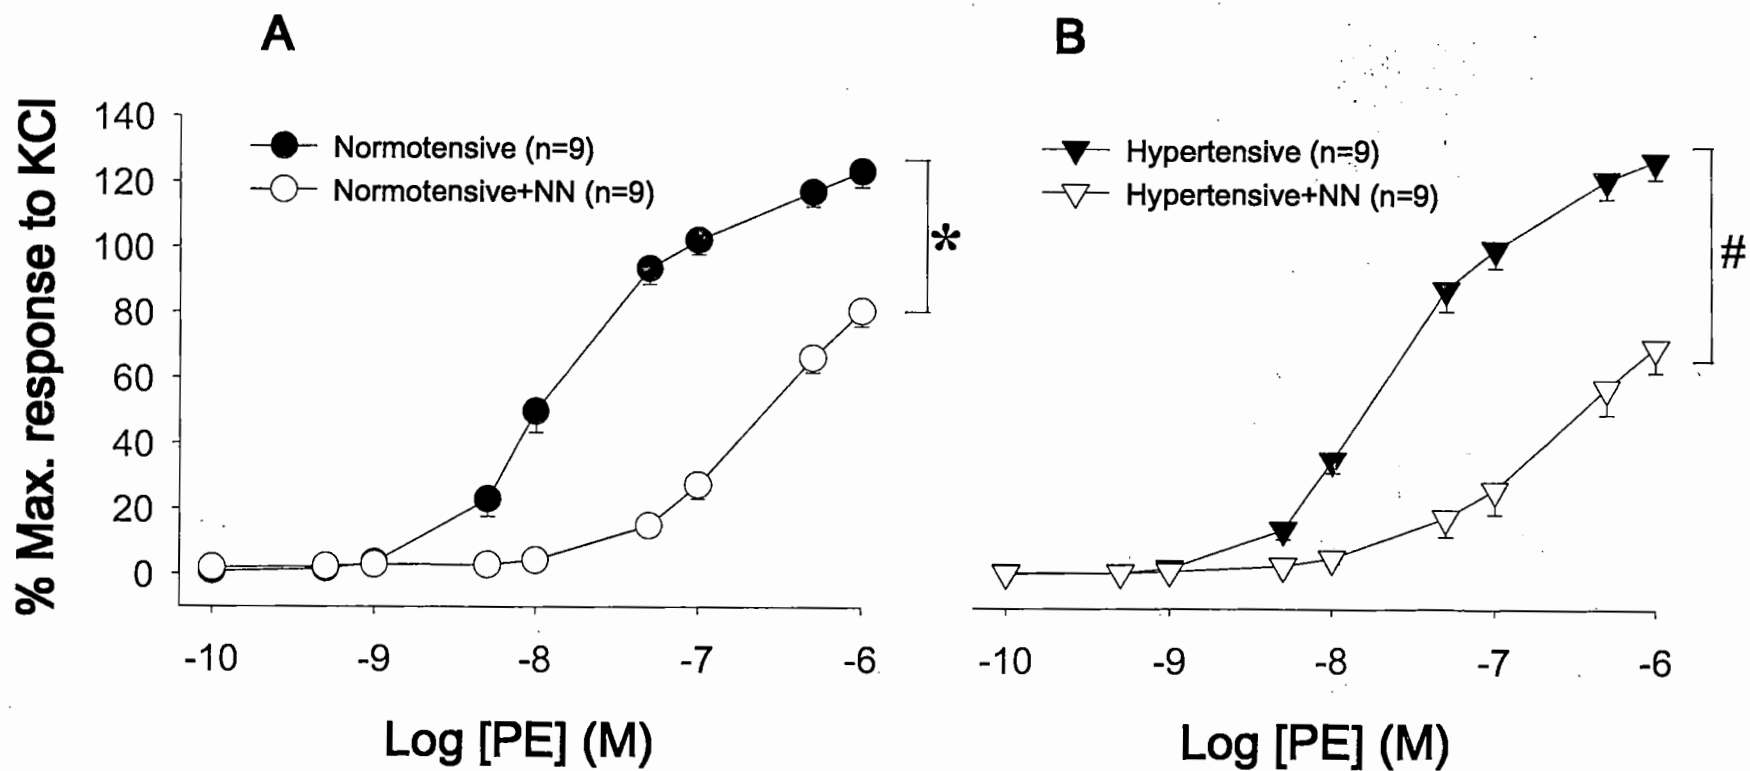 A
% Max. response to KCl
140
120
100
80
60
40
20
0
Normotensive (n=9)
Normotensive+NN (n=9)
*
-10 -9 -8 -7 -6
Log [PE] (M)
B
Hypertensive (n=9)
Hypertensive+NN (n=9)
#
-10 -9 -8 -7 -6
Log [PE] (M)